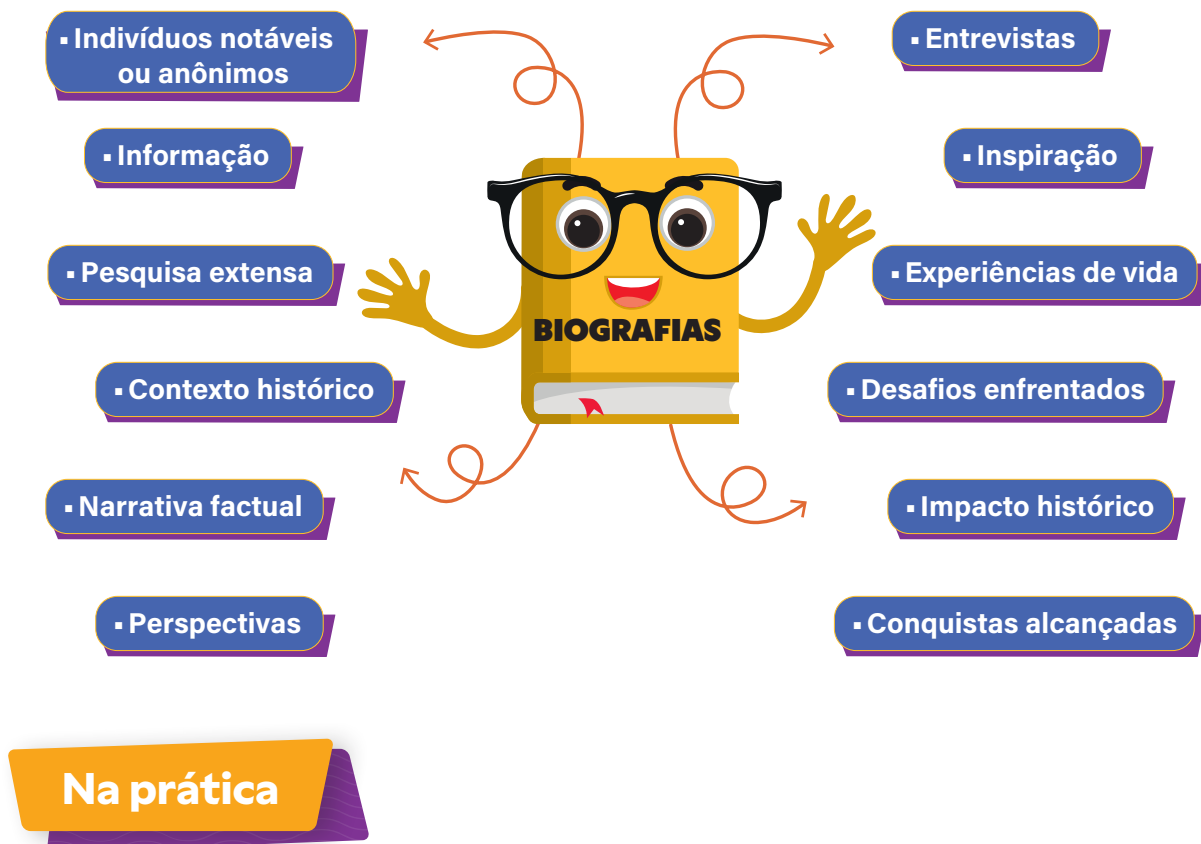 ▪ Indivíduos notáveis
ou anônimos
▪ Informação
▪ Pesquisa extensa
▪ Contexto histórico
▪ Narrativa factual
▪ Perspectivas
BIOGRAFIAS
▪ Entrevistas
▪ Inspiração
▪ Experiências de vida
▪ Desafios enfrentados
▪ Impacto histórico
▪ Conquistas alcançadas
Na prática